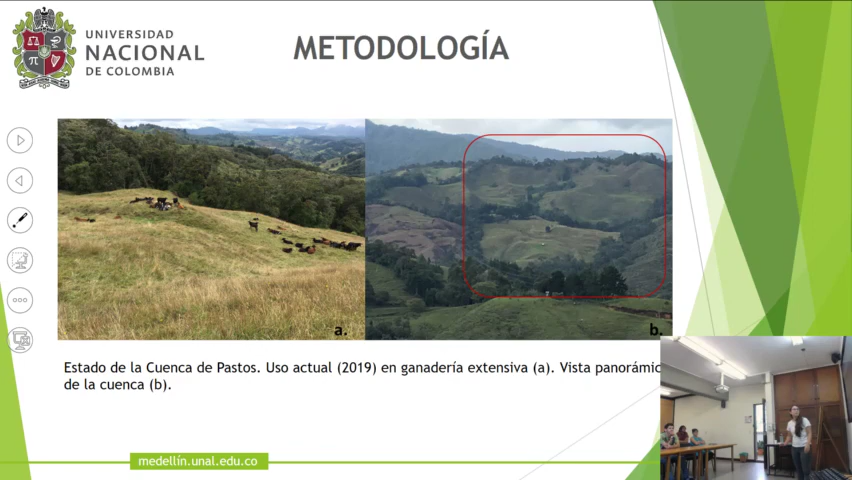 UNIVERSIDAD
NACIONAL
DE COLOMBIA
METODOLOGÍA
a.
b.
Estado de la Cuenca de Pastos. Uso actual (2019) en ganadería extensiva (a). Vista panorámic
de la cuenca (b).
medellín.unal.edu.co